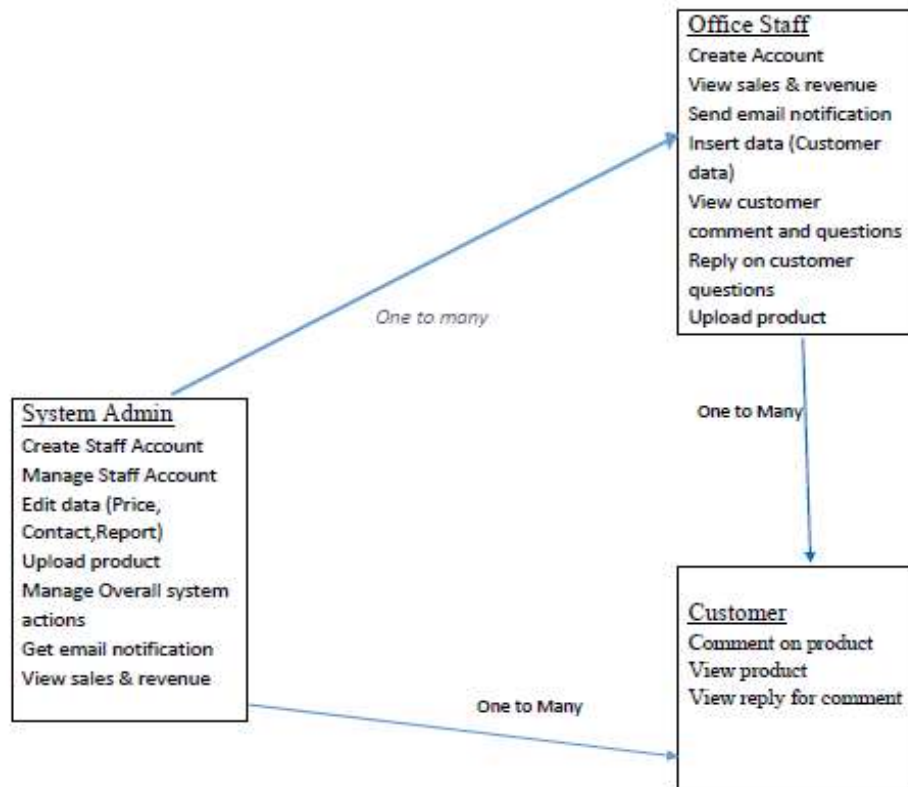 Office Staff
Create Account
View sales & revenue
Send email notification
Insert data (Customer
data)
View customer
comment and questions
Reply on customer
questions
Upload product
One to many
One to Many
System Admin
Create Staff Account
Manage Staff Account
Edit data (Price,
Contact,Report)
Upload product
Manage Overall system
actions
Get email notification
View sales & revenue
One to Many
Customer
Comment on product
View product
View reply for comment